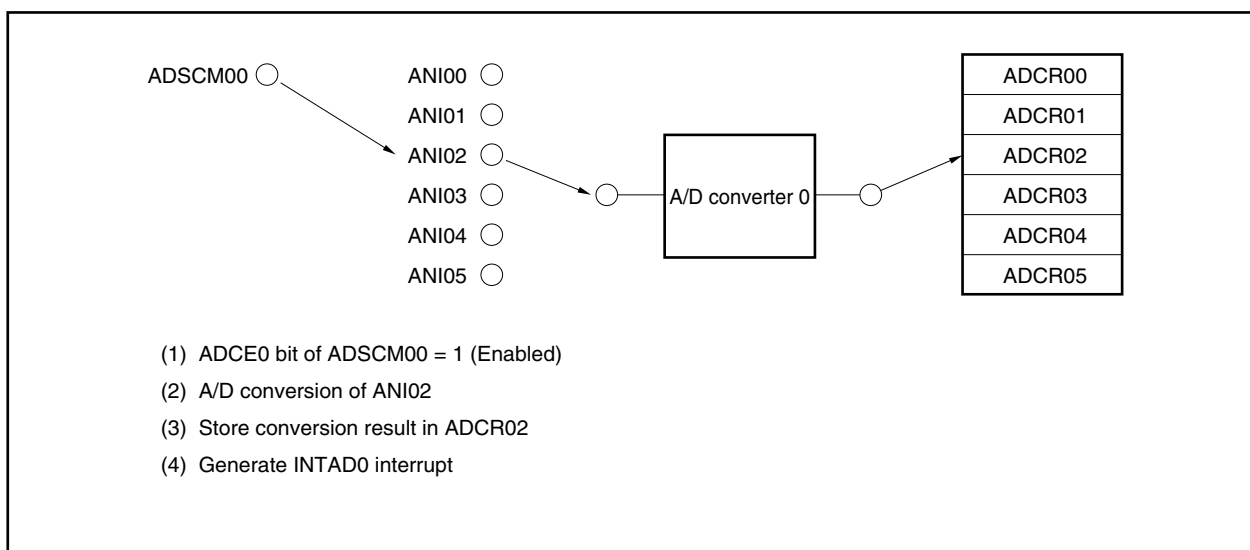 ADSCM00
ANI00
ANI01
ANI02
ANI03
ANI04
ANI05
A/D converter 0
ADCR00
ADCR01
ADCR02
ADCR03
ADCR04
ADCR05
(1) ADCE0 bit of ADSCM00 = 1 (Enabled)
(2) A/D conversion of ANI02
(3) Store conversion result in ADCR02
(4) Generate INTAD0 interrupt